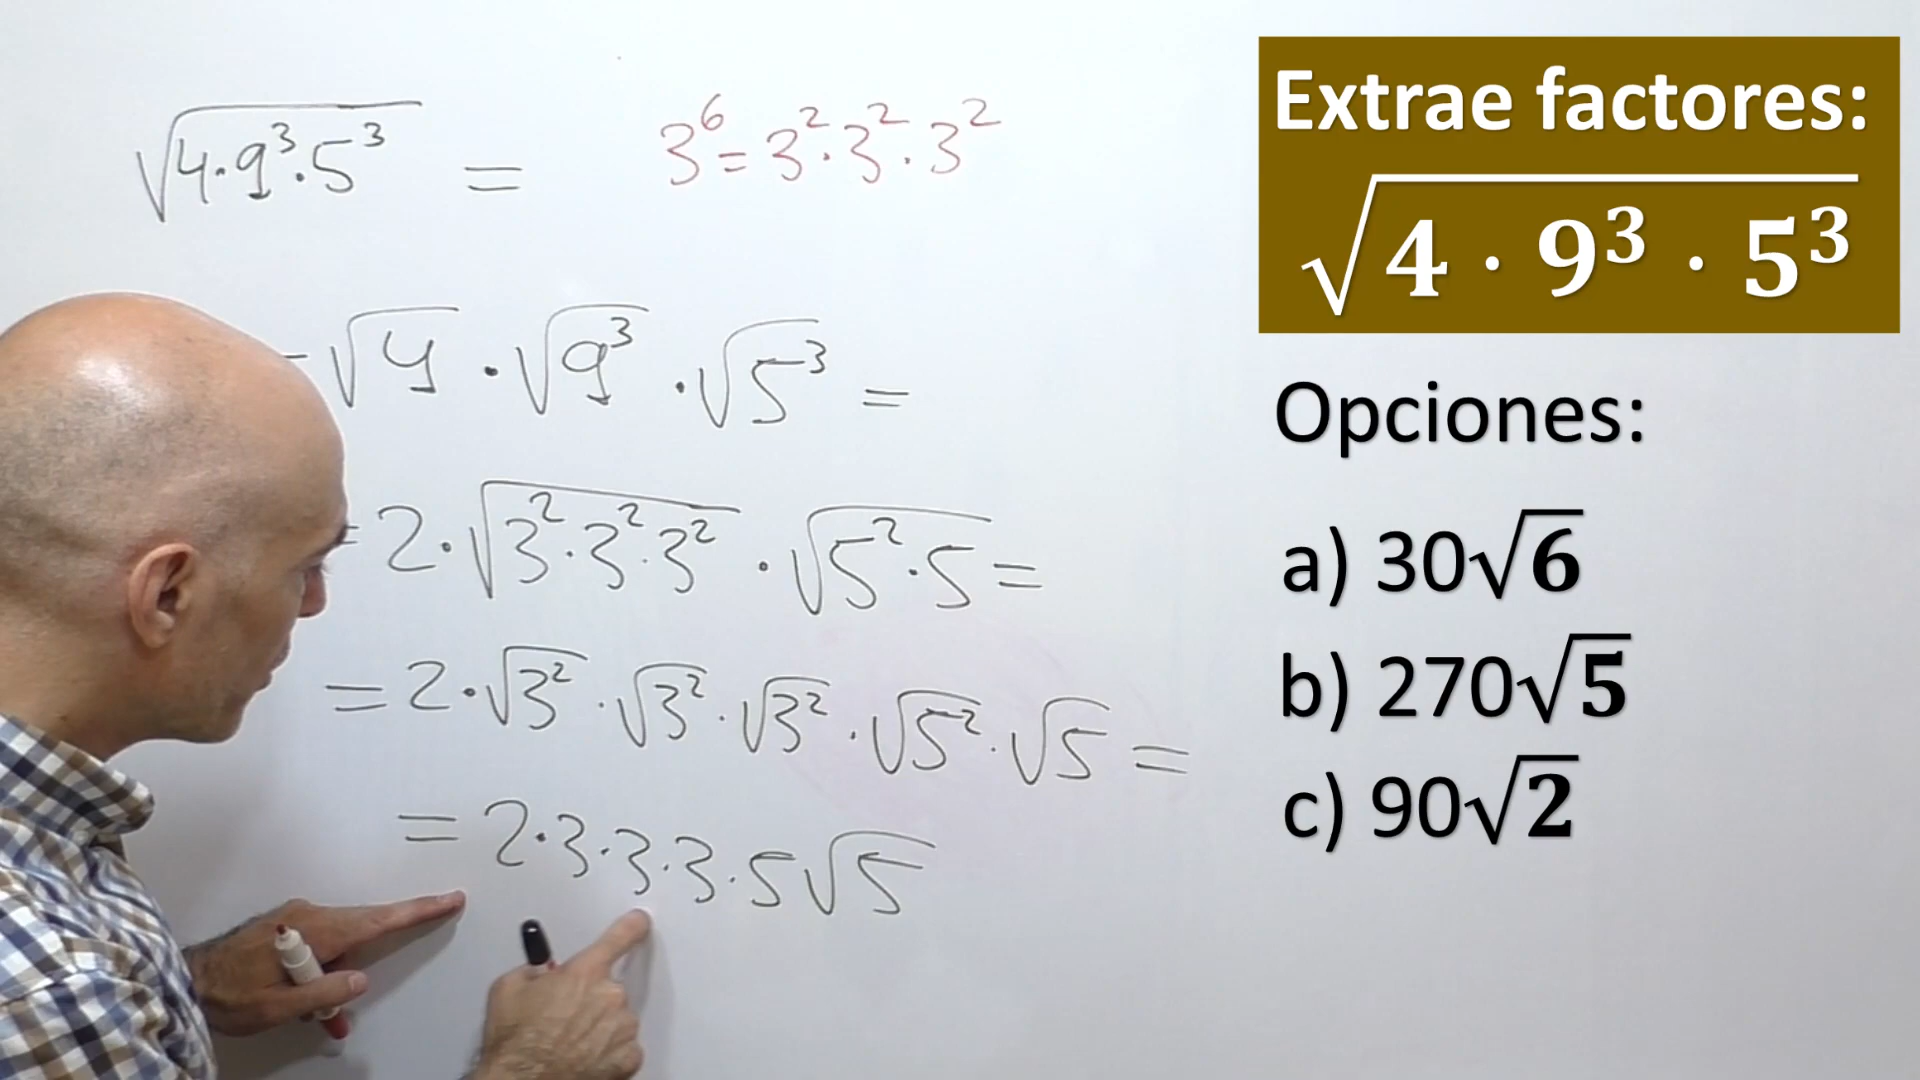 √4·9³·5³ =
3⁶=3²·3²·3²
√4 · √9³ · √5³ =
=2·√3²·3²·3² · √5²·5=
=2·√3²·√3²·√3²·√5²·√5=
=2·3·3·3·5√5
Extrae factores:
√4 · 9³ · 5³
Opciones:
a) 30√6
b) 270√5
c) 90√2